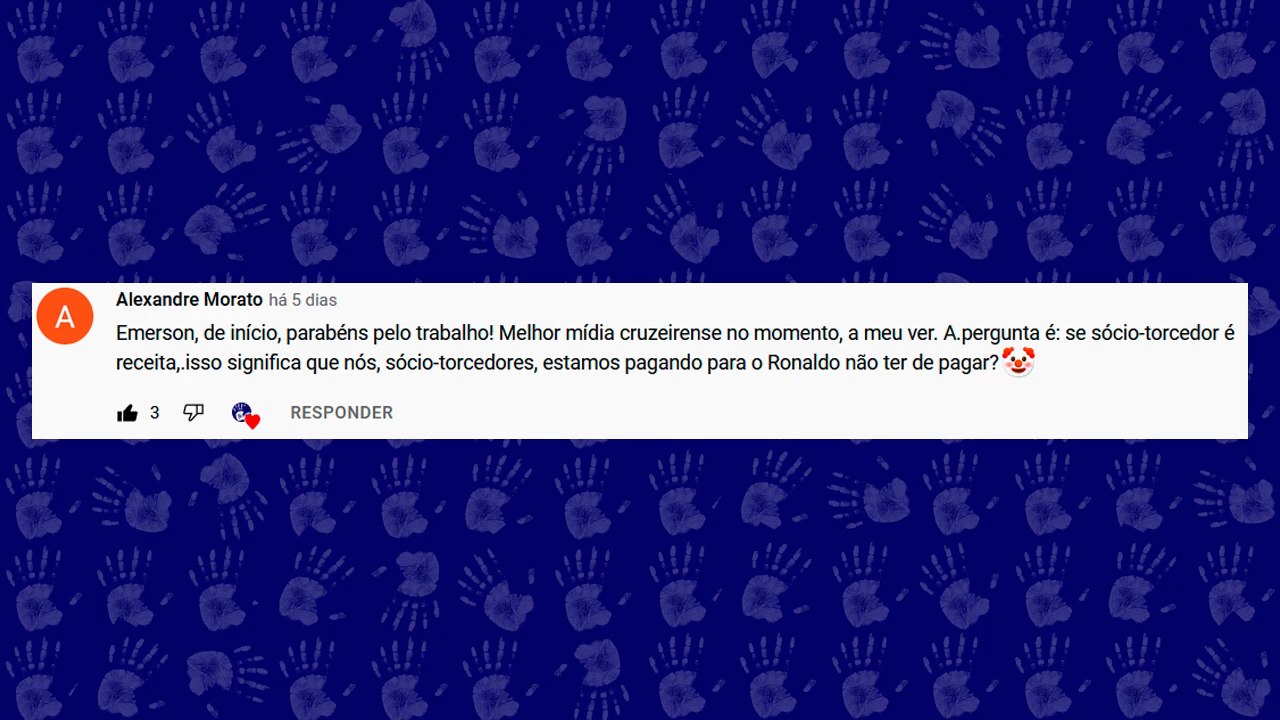 A
Alexandre Morato há 5 dias
Emerson, de início, parabéns pelo trabalho! Melhor mídia cruzeirense no momento, a meu ver. A.pergunta é: se sócio-torcedor é
receita,.isso significa que nós, sócio-torcedores, estamos pagando para o Ronaldo não ter de pagar?🤡
3 RESPONDER